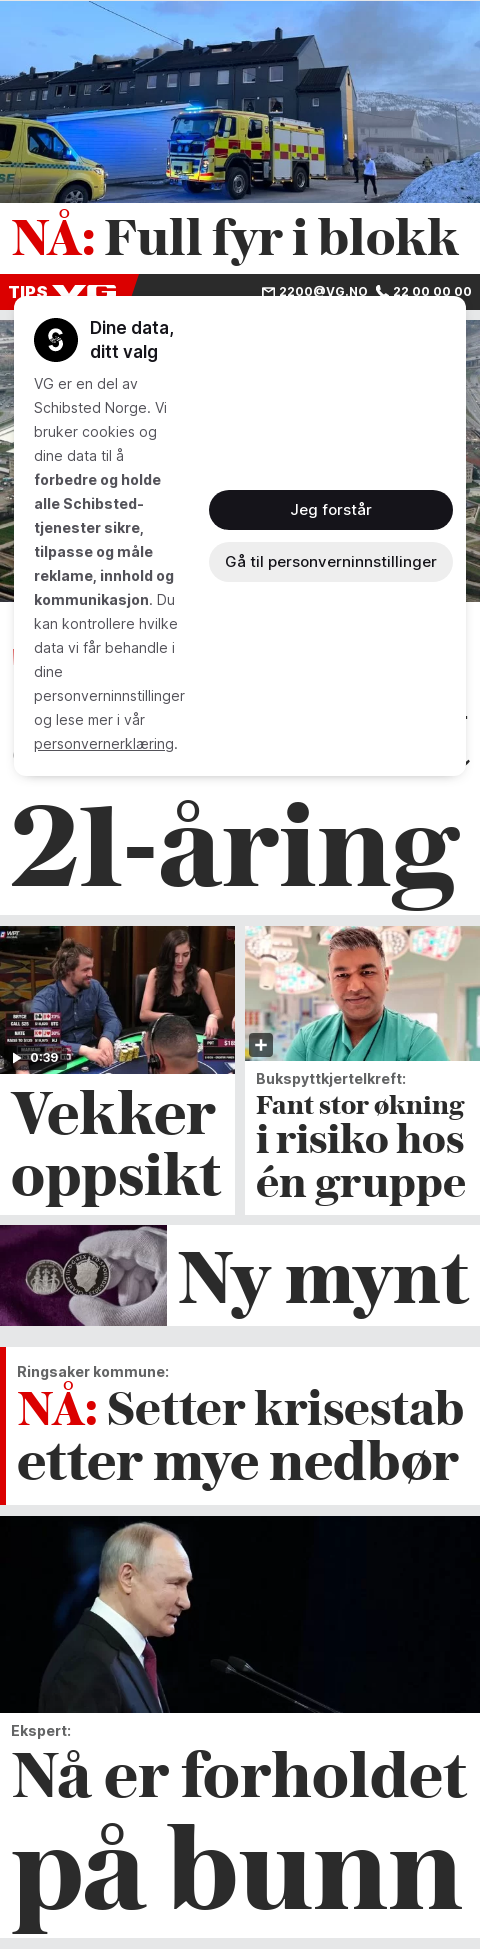 NÅ: Full fyr i blokk
TIPS VG
2200@VG.NO 22 00 00 00
Dine data,
ditt valg
VG er en del av
Schibsted Norge. Vi
bruker cookies og
dine data til å
forbedre og holde
alle Schibsted-
tjenester sikre,
tilpasse og måle
reklame, innhold og
kommunikasjon. Du
kan kontrollere hvilke
data vi får behandle i
dine
personverninnstillinger
og lese mer i vår
personvernerklæring.
Jeg forstår
Gå til personverninnstillinger
21-åring
0:39
Vekker
oppsikt
Bukspyttkjertelkreft:
Fant stor økning
i risiko hos
én gruppe
Ny mynt
Ringsaker kommune:
NÅ: Setter krisestab
etter mye nedbør
Ekspert:
Nå er forholdet
på bunn